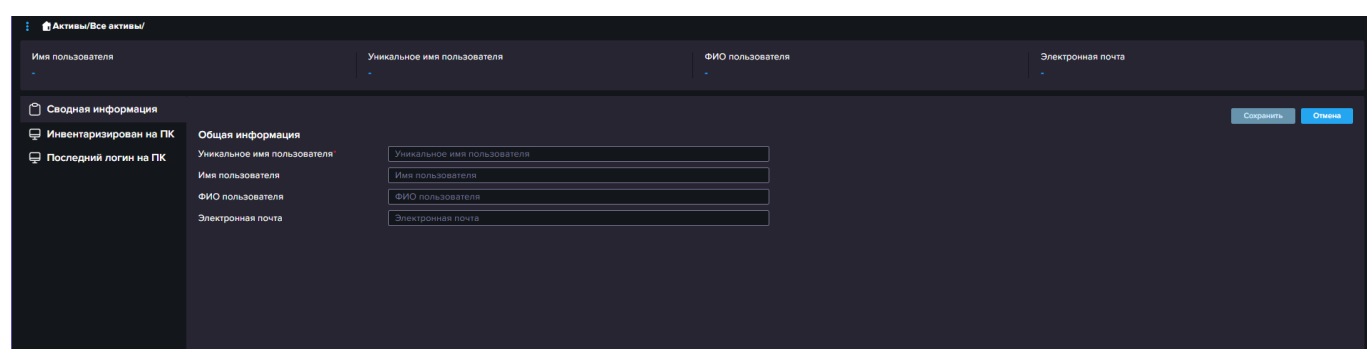 Активы/Все активы/
Имя пользователя
-
Уникальное имя пользователя
-
ФИО пользователя
-
Электронная почта
-
Сводная информация
Инвентаризирован на ПК
Последний логин на ПК
Сохранить
Отмена
Общая информация
Уникальное имя пользователя* Уникальное имя пользователя
Имя пользователя Имя пользователя
ФИО пользователя ФИО пользователя
Электронная почта Электронная почта